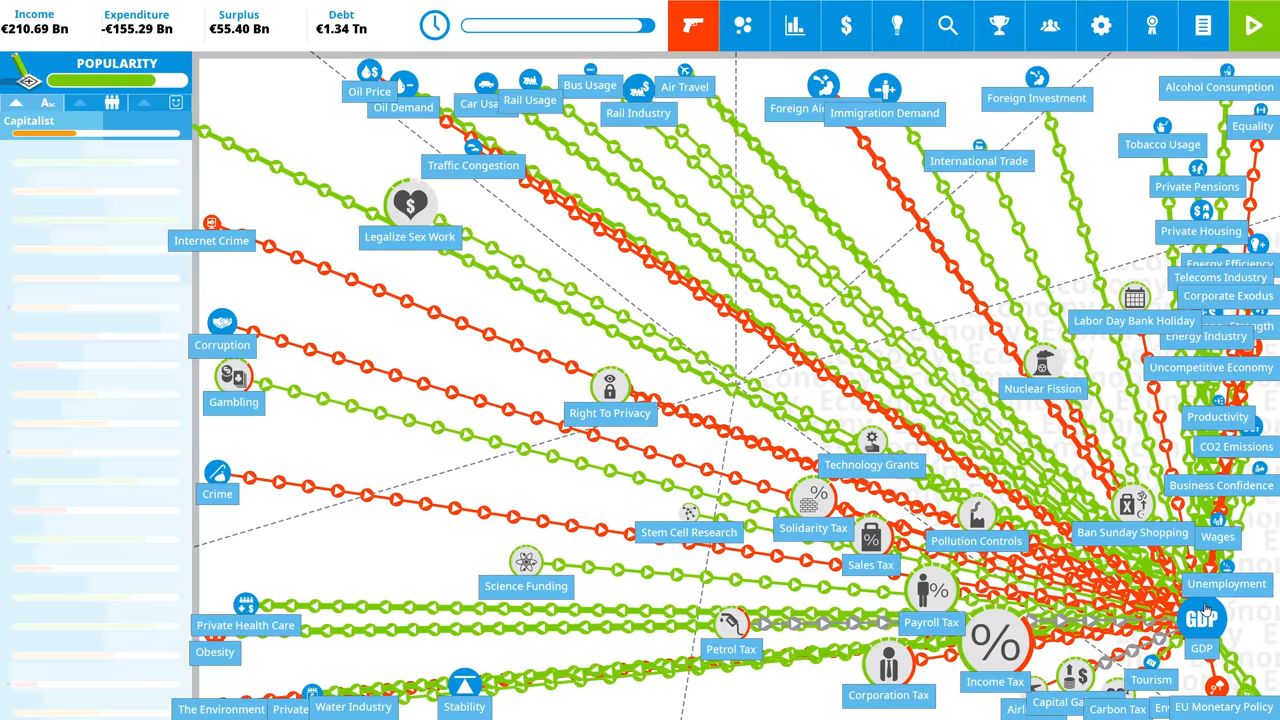 Income
€210.69 Bn
Expenditure
-€155.29 Bn
Surplus
€55.40 Bn
Debt
€1.34 Tn
POPULARITY
Abc
Capitalist
Oil Price
Oil Demand
Car Usa
Rail Usage
Bus Usage
Rail Industry
Air Travel
Foreign Aid
Immigration Demand
Foreign Investment
Alcohol Consumption
Equality
Tobacco Usage
Traffic Congestion
International Trade
Private Pensions
Private Housing
Legalize Sex Work
Internet Crime
Energy Efficiency
Telecoms Industry
Corporate Exodus
Labor Day Bank Holiday
Energy Industry
Corruption
Uncompetitive Economy
Nuclear Fission
Gambling
Right To Privacy
Productivity
CO2 Emissions
Technology Grants
Business Confidence
Crime
Stem Cell Research
Solidarity Tax
Pollution Controls
Ban Sunday Shopping
Wages
Sales Tax
Science Funding
Unemployment
GDP
Private Health Care
Payroll Tax
Obesity
Petrol Tax
GDP
Income Tax
Tourism
Corporation Tax
The Environment
Private
Water Industry
Stability
Capital Ga
Carbon Tax
EU Monetary Policy
Economy